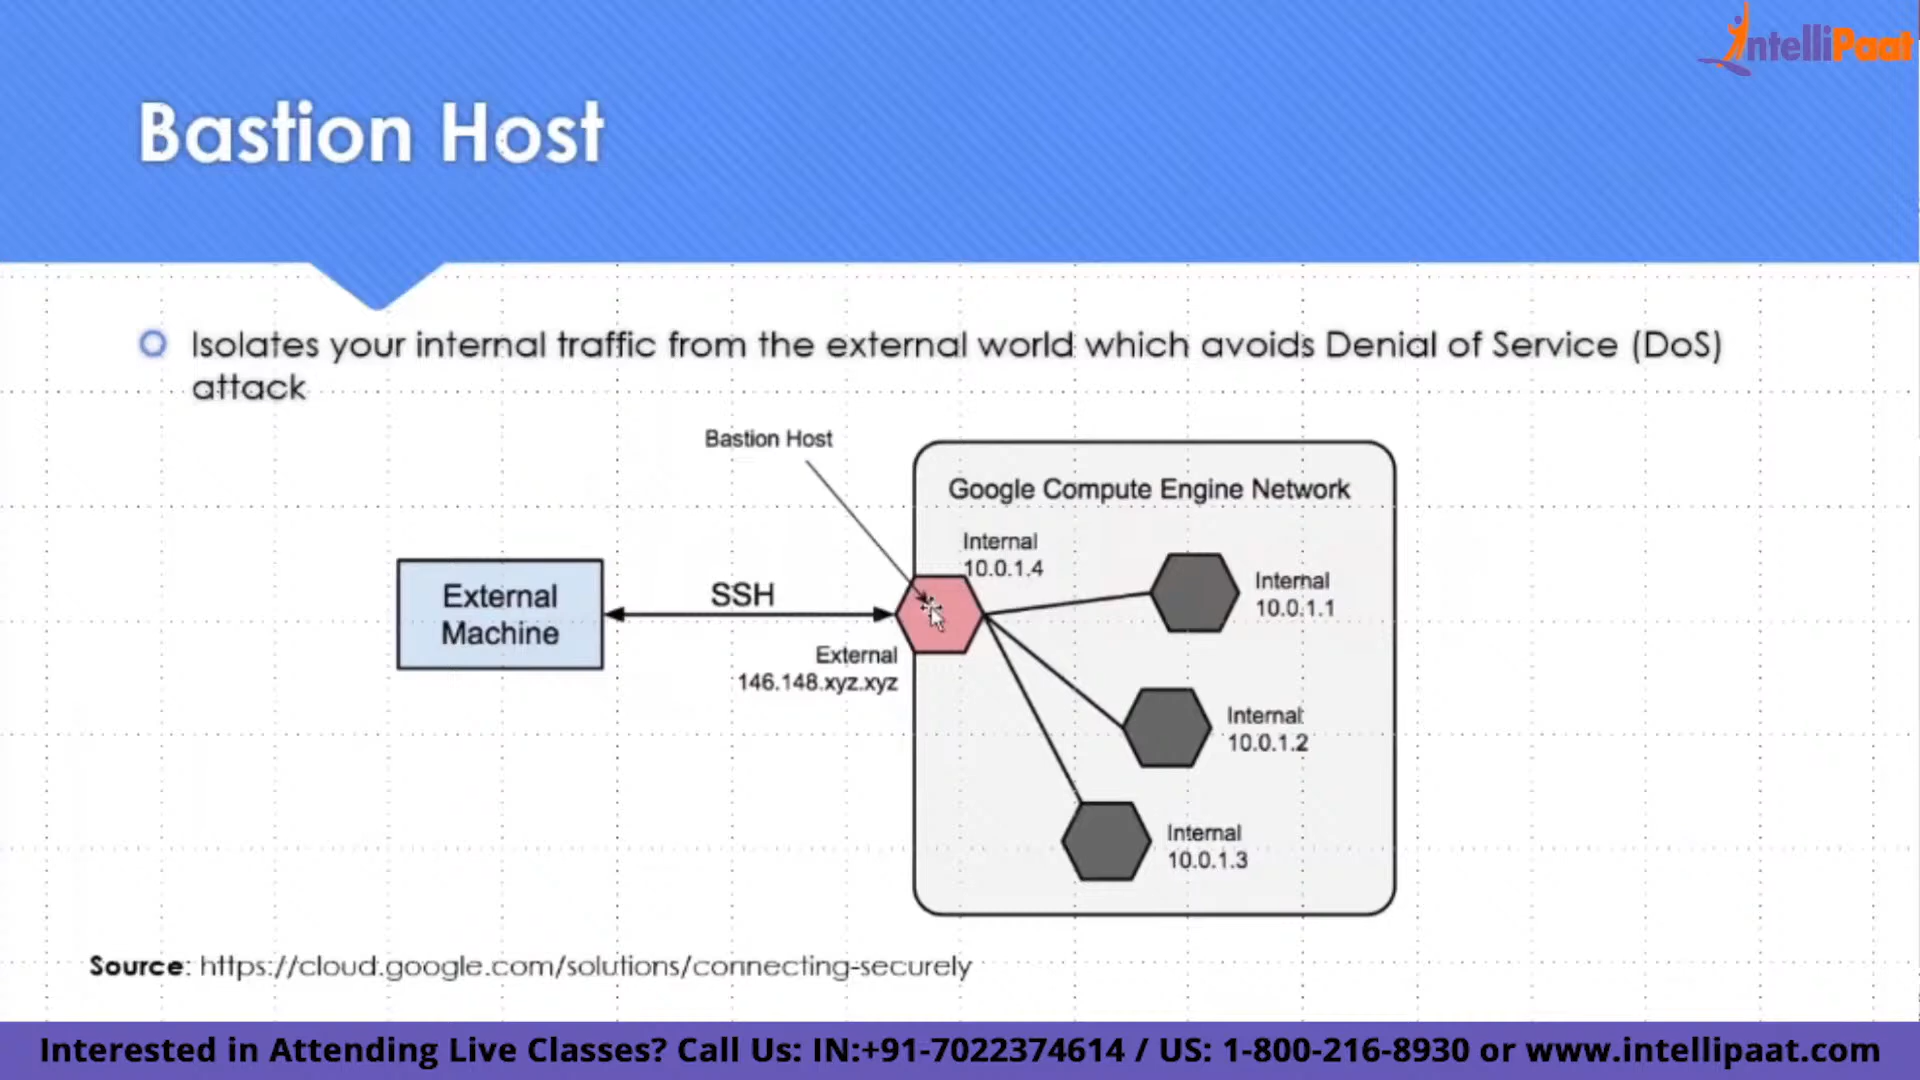 IntelliPaat
Bastion Host
Isolates your internal traffic from the external world which avoids Denial of Service (DoS)
attack
Bastion Host
Google Compute Engine Network
Internal
10.0.1.4
External
Machine
SSH
Internal
10.0.1.1
External
146.148.xyz.xyz
Internal
10.0.1.2
Internal
10.0.1.3
Source: https://cloud.google.com/solutions/connecting-securely
Interested in Attending Live Classes? Call Us: IN:+91-7022374614 / US: 1-800-216-8930 or www.intellipaat.com